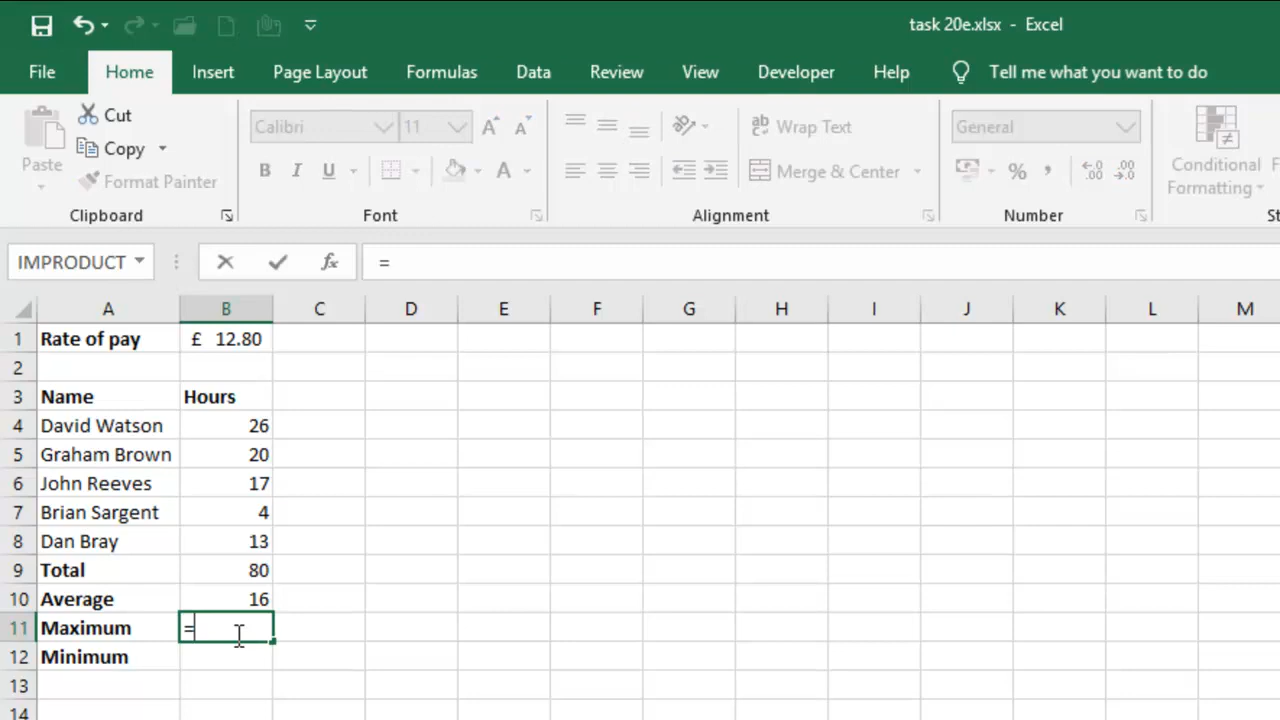 task 20e.xlsx - Excel
File Home Insert Page Layout Formulas Data Review View Developer Help Tell me what you want to do
Paste
Cut
Copy
Format Painter
Clipboard
Calibri 11
A A
B I U A
Font
ab Wrap Text
Merge & Center
Alignment
General
% , .00 .00
Number
Conditional
Formatting
IMPRODUCT fx =
A B C D E F G H I J K L M
1 Rate of pay £ 12.80
2
3 Name Hours
4 David Watson 26
5 Graham Brown 20
6 John Reeves 17
7 Brian Sargent 4
8 Dan Bray 13
9 Total 80
10 Average 16
11 Maximum =
12 Minimum
13
14